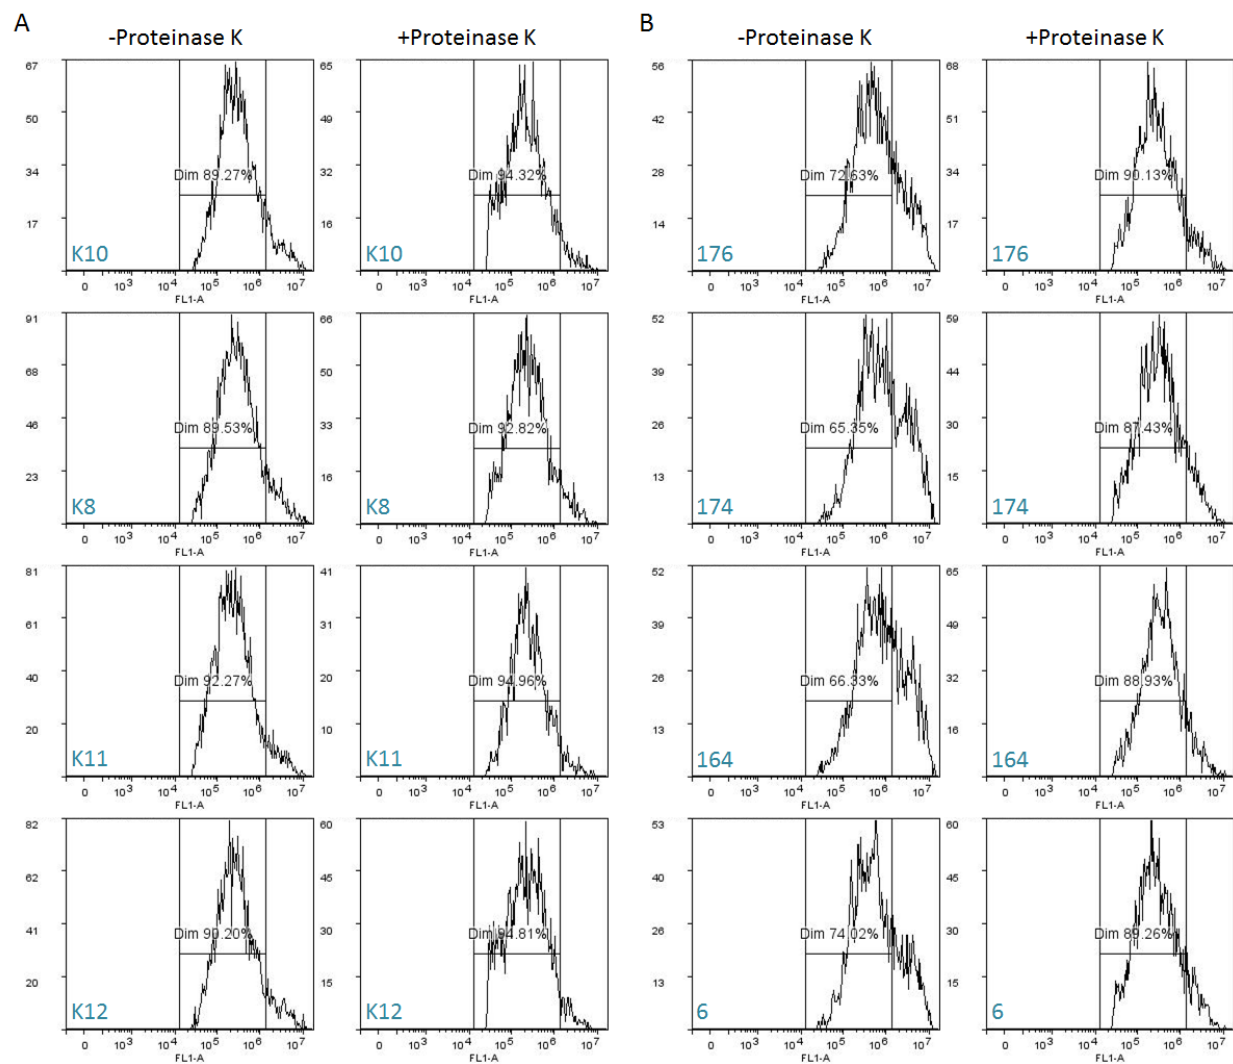 A
B
-Proteinase K
+Proteinase K
-Proteinase K
+Proteinase K
67
50
34
17
Dim 89.27%
K10
0 10³ 10⁴ 10⁵ 10⁶ 10⁷
FL1-A
65
49
32
16
Dim 94.32%
K10
0 10³ 10⁴ 10⁵ 10⁶ 10⁷
FL1-A
56
42
28
14
Dim 72.63%
176
0 10³ 10⁴ 10⁵ 10⁶ 10⁷
FL1-A
68
51
34
17
Dim 90.13%
176
0 10³ 10⁴ 10⁵ 10⁶ 10⁷
FL1-A
91
68
46
23
Dim 89.53%
K8
0 10³ 10⁴ 10⁵ 10⁶ 10⁷
FL1-A
66
50
33
16
Dim 92.82%
K8
0 10³ 10⁴ 10⁵ 10⁶ 10⁷
FL1-A
52
39
26
13
Dim 65.35%
174
0 10³ 10⁴ 10⁵ 10⁶ 10⁷
FL1-A
59
44
30
15
Dim 87.43%
174
0 10³ 10⁴ 10⁵ 10⁶ 10⁷
FL1-A
81
61
40
20
Dim 92.27%
K11
0 10³ 10⁴ 10⁵ 10⁶ 10⁷
FL1-A
41
31
20
10
Dim 94.96%
K11
0 10³ 10⁴ 10⁵ 10⁶ 10⁷
FL1-A
52
39
26
13
Dim 66.33%
164
0 10³ 10⁴ 10⁵ 10⁶ 10⁷
FL1-A
65
49
32
16
Dim 88.93%
164
0 10³ 10⁴ 10⁵ 10⁶ 10⁷
FL1-A
82
62
41
20
Dim 90.20%
K12
0 10³ 10⁴ 10⁵ 10⁶ 10⁷
FL1-A
60
45
30
15
Dim 94.81%
K12
0 10³ 10⁴ 10⁵ 10⁶ 10⁷
FL1-A
53
40
26
13
Dim 74.02%
6
0 10³ 10⁴ 10⁵ 10⁶ 10⁷
FL1-A
60
45
30
15
Dim 89.26%
6
0 10³ 10⁴ 10⁵ 10⁶ 10⁷
FL1-A